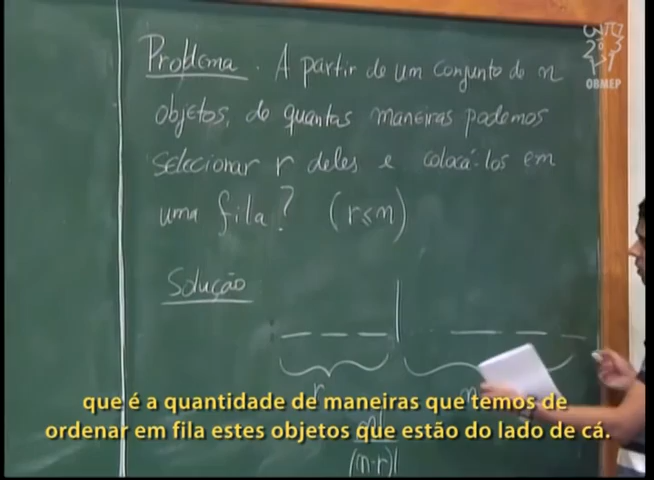 Problema. A partir de um conjunto de n
OBMEP
objetos, de quantas maneiras podemos
selecionar r deles e colocá-los em
uma fila? (r≤n)
Solução
r
que é a quantidade de maneiras que temos de
ordenar em fila estes objetos que estão do lado de cá.
(n-r)!